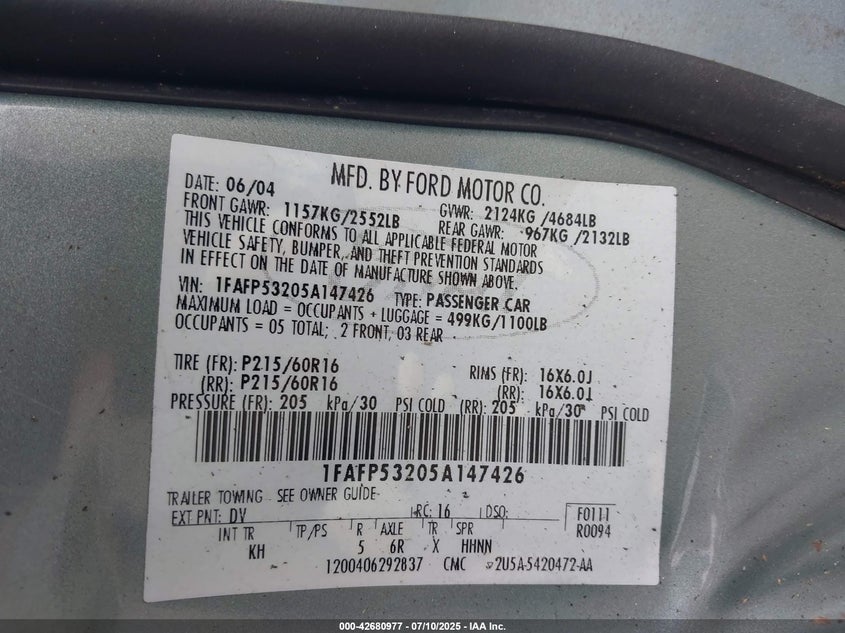 MFD. BY FORD MOTOR CO.
DATE: 06/04
GVWR: 2124KG /4684LB
FRONT GAWR: 1157KG/2552LB
REAR GAWR: 967KG /2132LB
THIS VEHICLE CONFORMS TO ALL APPLICABLE FEDERAL MOTOR
VEHICLE SAFETY, BUMPER, AND THEFT PREVENTION STANDARDS
IN EFFECT ON THE DATE OF MANUFACTURE SHOWN ABOVE.
VIN: 1FAFP53205A147426 TYPE: PASSENGER CAR
MAXIMUM LOAD = OCCUPANTS + LUGGAGE = 499KG/1100LB
OCCUPANTS = 05 TOTAL; 2 FRONT, 03 REAR
TIRE (FR): P215/60R16 RIMS (FR): 16X6.0J
(RR): P215/60R16 (RR): 16X6.0J
PRESSURE (FR): 205 kPa/30 PSI COLD (RR): 205 kPa/30 PSI COLD
1FAFP53205A147426
TRAILER TOWING - SEE OWNER GUIDE-
EXT PNT: DV RC: 16 DSO: F0111
INT TR TP/PS R AXLE TR SPR R0094
KH 5 6R X HHNN
1200406292837 CMC 2U5A-5420472-AA
000-42680977 - 07/10/2025 - IAA Inc.